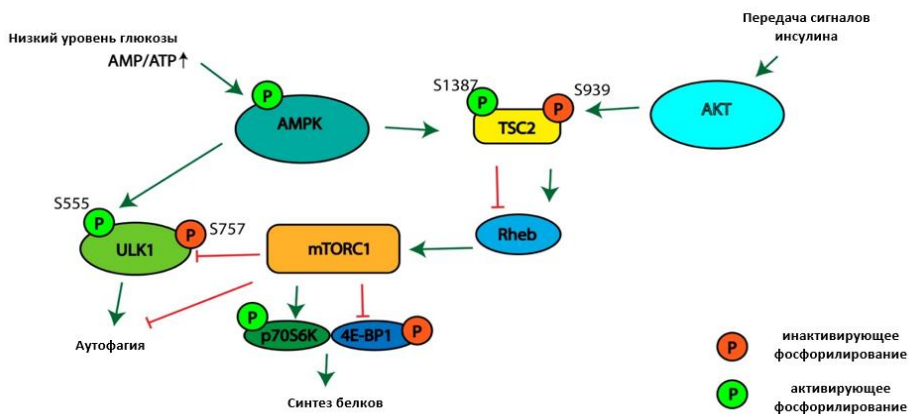 Низкий уровень глюкозы
AMP/ATP↑
Передача сигналов
инсулина
P
AMPK
S1387
P
S939
P
TSC2
AKT
S555
P
S757
P
ULK1
mTORC1
Rheb
P
p70S6K
4E-BP1
P
Аутофагия
Синтез белков
P
инактивирующее
фосфорилирование
P
активирующее
фосфорилирование